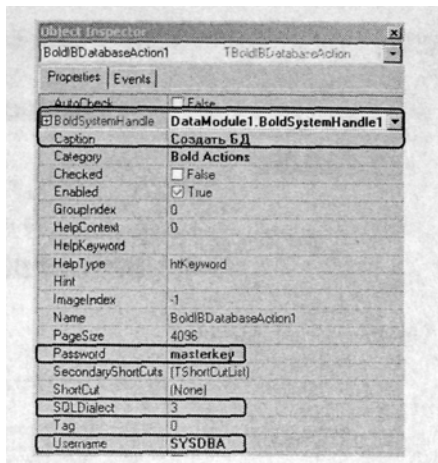 Object Inspector
BoldIBDatabaseAction1 TBoldIBDatabaseAction
Properties Events
AutoCheck False
BoldSystemHandle DataModule1.BoldSystemHandle1
Caption Создать БД
Category Bold Actions
Checked False
Enabled True
GroupIndex 0
HelpContext 0
HelpKeyword
HelpType htKeyword
Hint
ImageIndex -1
Name BoldIBDatabaseAction1
PageSize 4096
Password masterkey
SecondaryShortCuts (TShortCutList)
ShortCut (None)
SQLDialect 3
Tag 0
Username SYSDBA